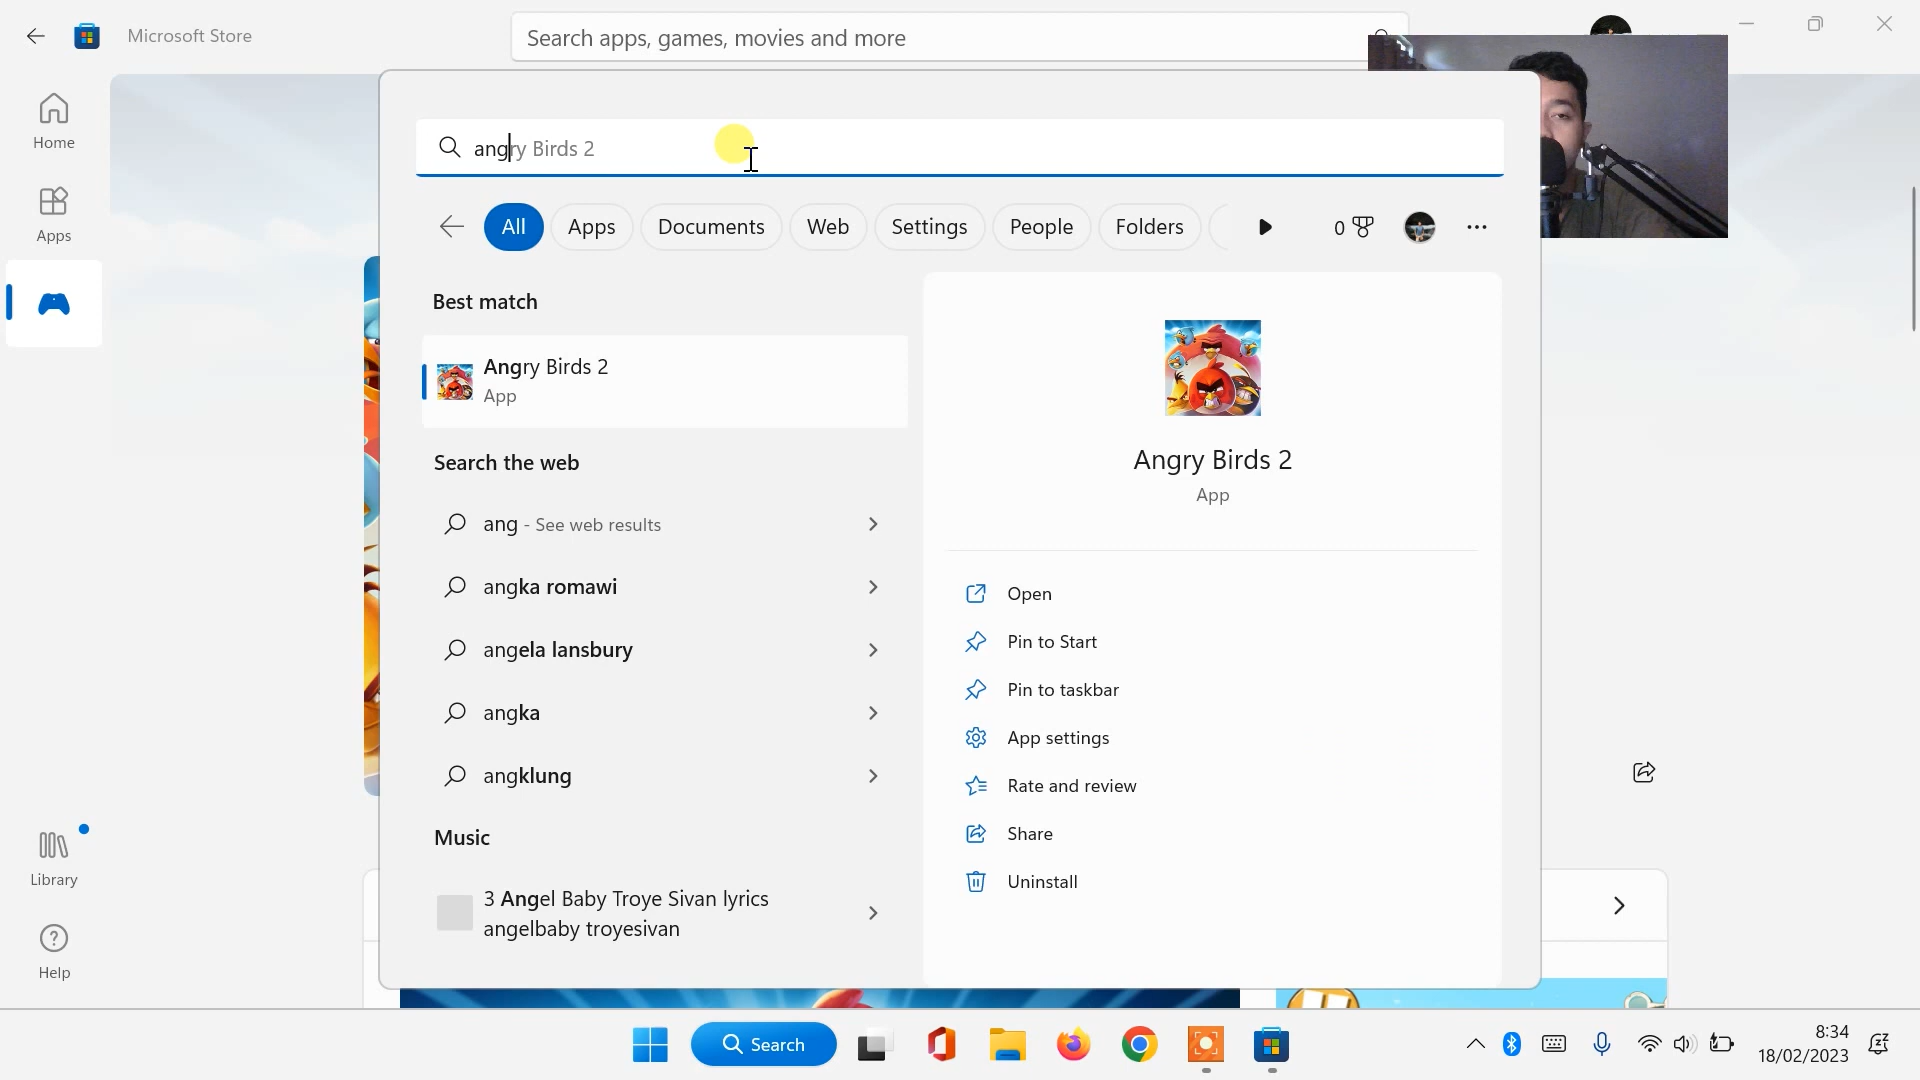 Microsoft Store
Search apps, games, movies and more
Home
Apps
Library
Help
angry Birds 2
All
Apps
Documents
Web
Settings
People
Folders
0
Best match
Angry Birds 2
App
Search the web
ang - See web results
angka romawi
angela lansbury
angka
angklung
Music
3 Angel Baby Troye Sivan lyrics
angelbaby troyesivan
Angry Birds 2
App
Open
Pin to Start
Pin to taskbar
App settings
Rate and review
Share
Uninstall
Search
8:34
18/02/2023